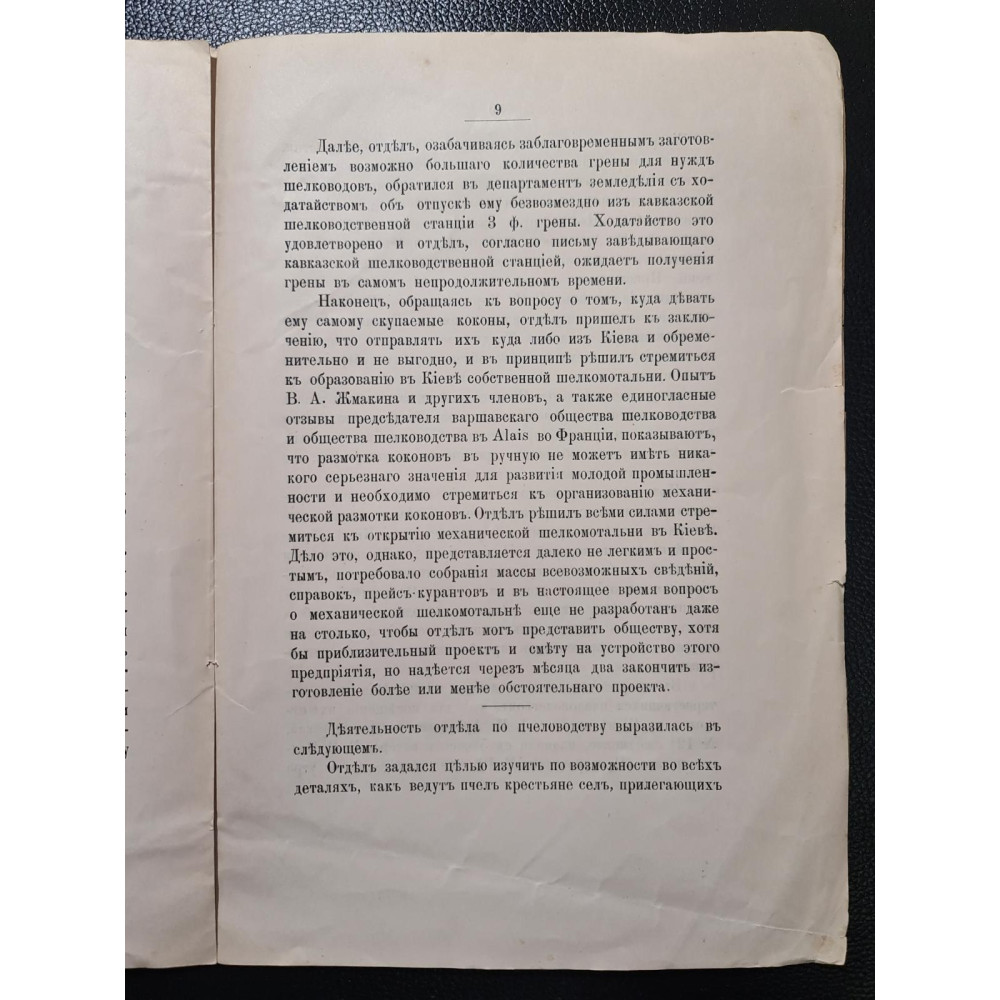 9
Далѣе, отдѣлъ, озабачиваясь заблаговременнымъ заготов-
леніемъ возможно большаго количества грены для нуждъ
шелководовъ, обратился въ департаментъ земледѣлія съ хо-
датайствомъ объ отпускѣ ему безвозмездно изъ кавказской
шелководственной станціи 3 ф. грены. Ходатайство это
удовлетворено и отдѣлъ, согласно письму завѣдывающаго
кавказской шелководственной станціей, ожидаетъ полученія
грены въ самомъ непродолжительномъ времени.
Наконецъ, обращаясь къ вопросу о томъ, куда дѣвать
ему самому скупаемые коконы, отдѣлъ пришелъ къ заклю-
ченію, что отправлять ихъ куда либо изъ Кіева и обреме-
нительно и не выгодно, и въ принципѣ рѣшилъ стремиться
къ образованію въ Кіевѣ собственной шелкомотальни. Опытъ
В. А. Жмакина и другихъ членовъ, а также единогласные
отзывы предсѣдателя варшавскаго общества шелководства
и общества шелководства въ Alais во Франціи, показываютъ,
что размотка коконовъ въ ручную не можетъ имѣть ника-
кого серьезнаго значенія для развитія молодой промышлен-
ности и необходимо стремиться къ организованію механи-
ческой размотки коконовъ. Отдѣлъ рѣшилъ всѣми силами стре-
миться къ открытію механической шелкомотальни въ Кіевѣ.
Дѣло это, однако, представляется далеко не легкимъ и прос-
тымъ, потребовало собранія массы всевозможныхъ свѣдѣній,
справокъ, прейсъ-курантовъ и въ настоящее время вопросъ
о механической шелкомотальнѣ еще не разработанъ даже
на столько, чтобы отдѣлъ могъ представить обществу, хотя
бы приблизительный проектъ и смѣту на устройство этого
предпріятія, но надѣется черезъ мѣсяца два закончить из-
готовленіе болѣе или менѣе обстоятельнаго проекта.
Дѣятельность отдѣла по пчеловодству выразилась въ
слѣдующемъ.
Отдѣлъ задался цѣлью изучить по возможности во всѣхъ
деталяхъ, какъ ведутъ пчелъ крестьяне селъ, прилегающихъ